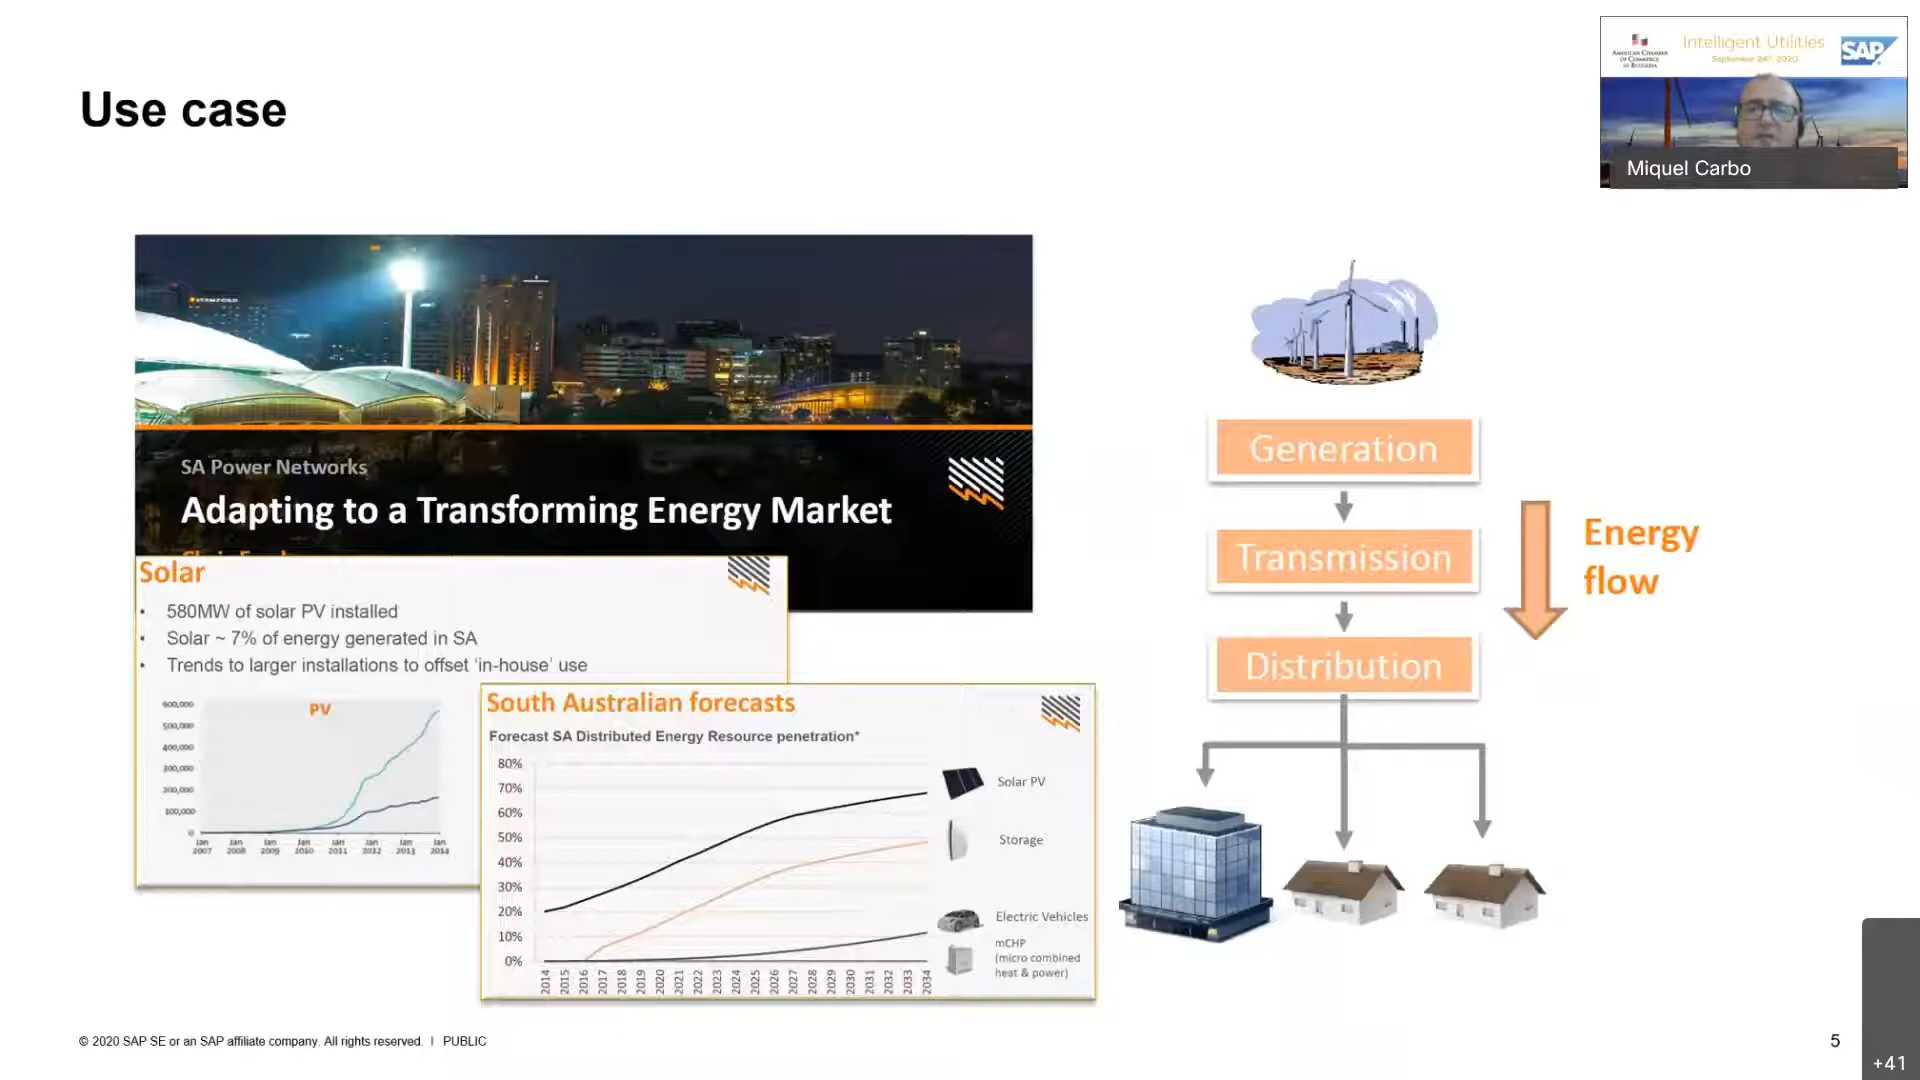 Use case
AMERICAN CHAMBER
OF COMMERCE
IN BULGARIA
Intelligent Utilities
September 24th 2020
SAP
Miquel Carbo
STAMFORD
SA Power Networks
Adapting to a Transforming Energy Market
Solar
• 580MW of solar PV installed
• Solar ~ 7% of energy generated in SA
• Trends to larger installations to offset ‘in-house’ use
PV
600,000
500,000
400,000
300,000
200,000
100,000
0
Jan 2007
Jan 2008
Jan 2009
Jan 2010
Jan 2011
Jan 2012
Jan 2013
Jan 2014
South Australian forecasts
Forecast SA Distributed Energy Resource penetration*
80%
70%
60%
50%
40%
30%
20%
10%
0%
2014
2015
2016
2017
2018
2019
2020
2021
2022
2023
2024
2025
2026
2027
2028
2029
2030
2031
2032
2033
2034
Solar PV
Storage
Electric Vehicles
mCHP
(micro combined
heat & power)
Generation
Transmission
Distribution
Energy
flow
© 2020 SAP SE or an SAP affiliate company. All rights reserved. | PUBLIC
5
+41